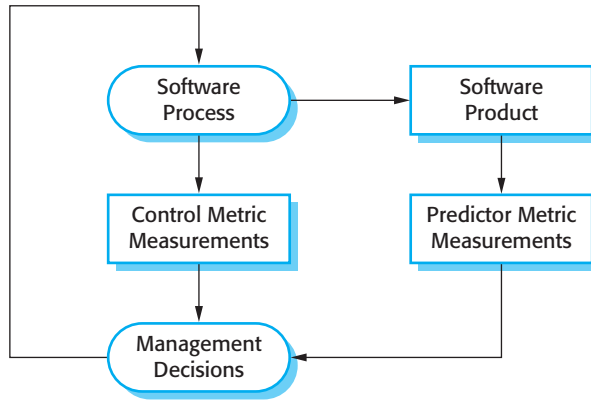 Software
Process
Software
Product
Control Metric
Measurements
Predictor Metric
Measurements
Management
Decisions